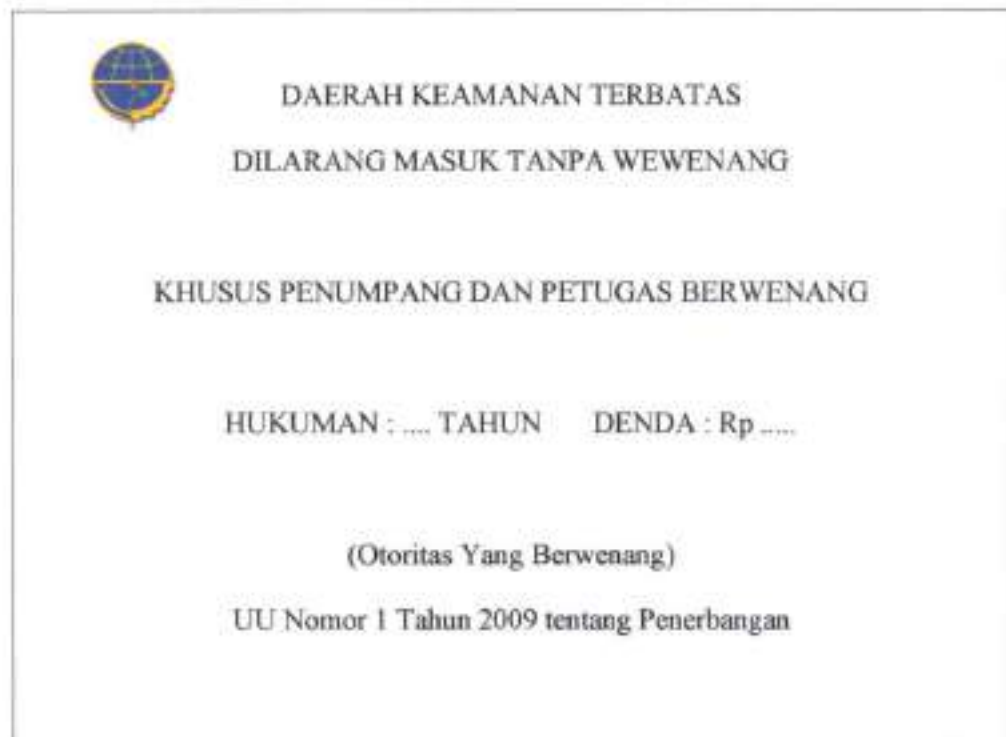 DAERAH KEAMANAN TERBATAS
DILARANG MASUK TANPA WEWENANG
KHUSUS PENUMPANG DAN PETUGAS BERWENANG
HUKUMAN : .... TAHUN DENDA : Rp .....
(Otoritas Yang Berwenang)
UU Nomor 1 Tahun 2009 tentang Penerbangan